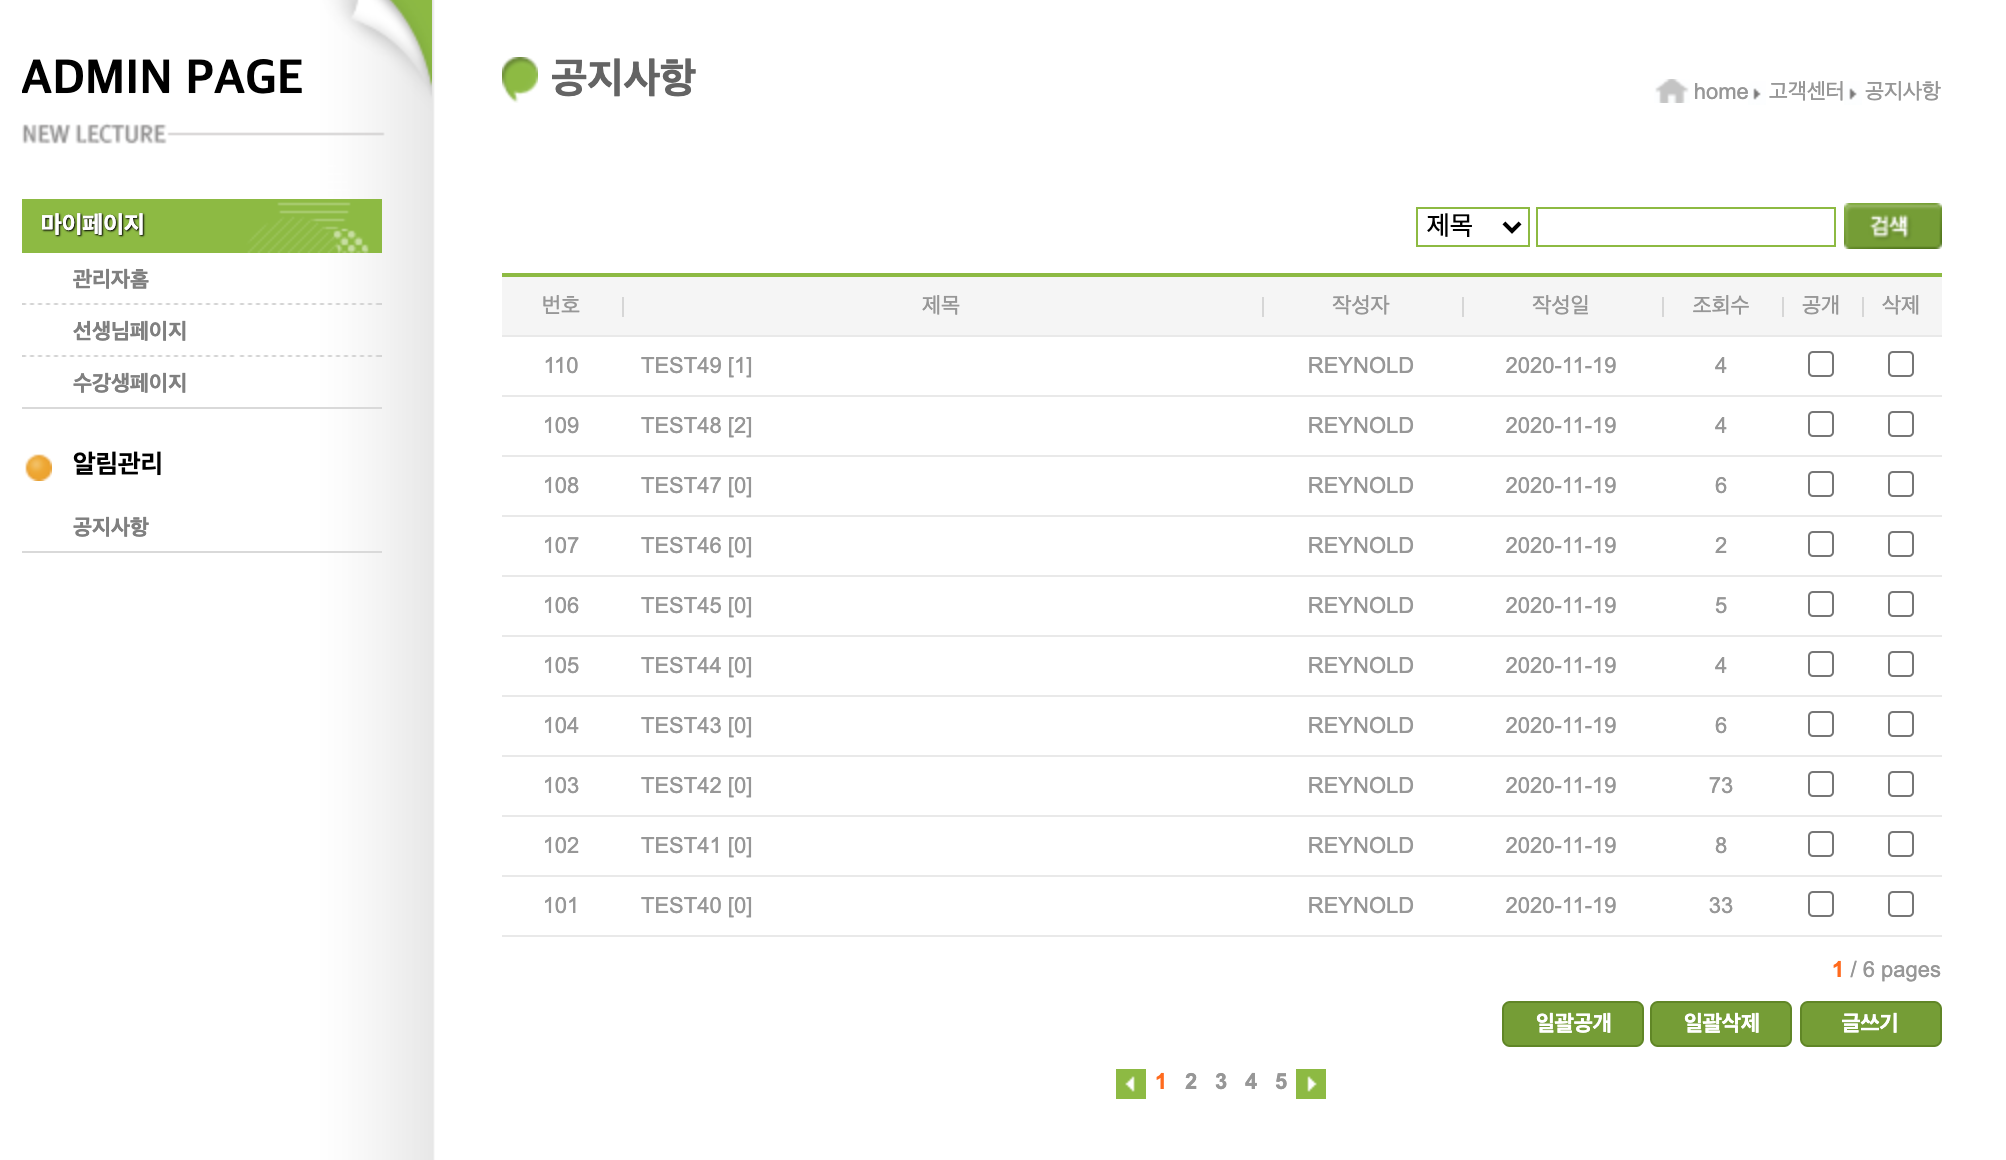 ADMIN PAGE
NEW LECTURE
마이페이지
관리자홈
선생님페이지
수강생페이지
알림관리
공지사항
공지사항
home 고객센터 공지사항
제목 검색
번호 제목 작성자 작성일 조회수 공개 삭제
110 TEST49 [1] REYNOLD 2020-11-19 4
109 TEST48 [2] REYNOLD 2020-11-19 4
108 TEST47 [0] REYNOLD 2020-11-19 6
107 TEST46 [0] REYNOLD 2020-11-19 2
106 TEST45 [0] REYNOLD 2020-11-19 5
105 TEST44 [0] REYNOLD 2020-11-19 4
104 TEST43 [0] REYNOLD 2020-11-19 6
103 TEST42 [0] REYNOLD 2020-11-19 73
102 TEST41 [0] REYNOLD 2020-11-19 8
101 TEST40 [0] REYNOLD 2020-11-19 33
1 / 6 pages
일괄공개 일괄삭제 글쓰기
1 2 3 4 5